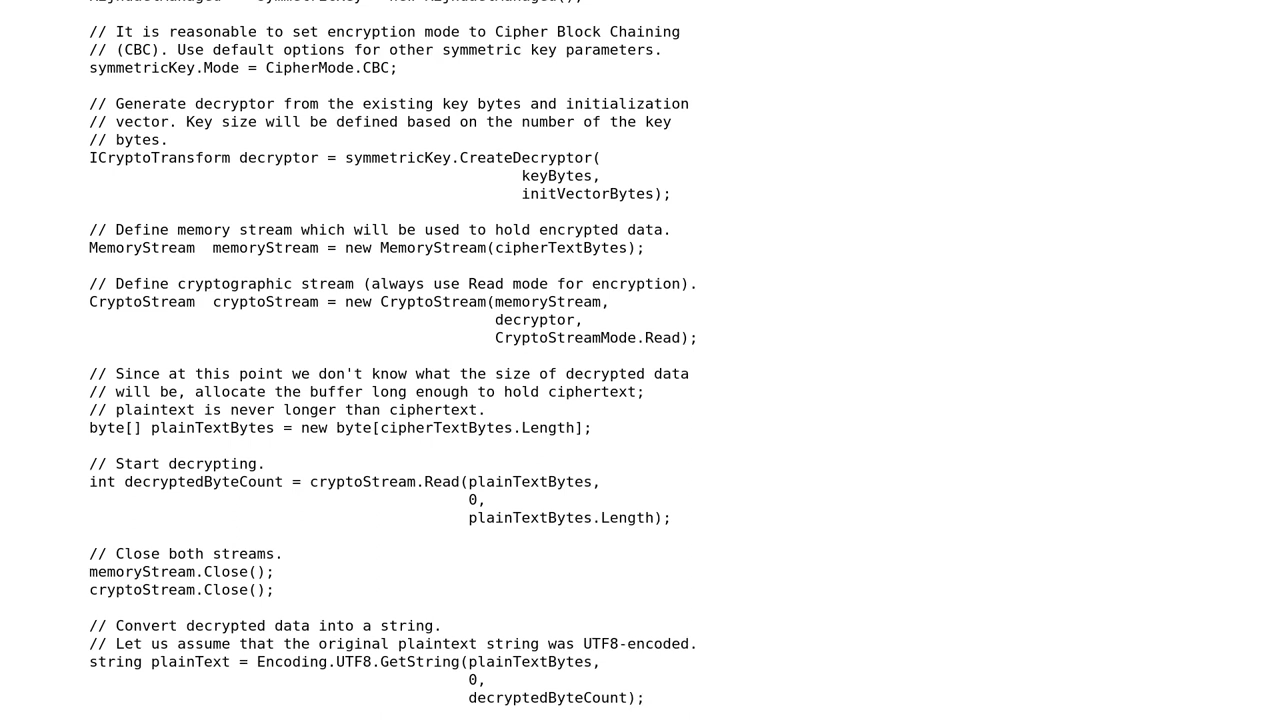 // It is reasonable to set encryption mode to Cipher Block Chaining
// (CBC). Use default options for other symmetric key parameters.
symmetricKey.Mode = CipherMode.CBC;
// Generate decryptor from the existing key bytes and initialization
// vector. Key size will be defined based on the number of the key
// bytes.
ICryptoTransform decryptor = symmetricKey.CreateDecryptor(
keyBytes,
initVectorBytes);
// Define memory stream which will be used to hold encrypted data.
MemoryStream  memoryStream = new MemoryStream(cipherTextBytes);
// Define cryptographic stream (always use Read mode for encryption).
CryptoStream  cryptoStream = new CryptoStream(memoryStream,
decryptor,
CryptoStreamMode.Read);
// Since at this point we don't know what the size of decrypted data
// will be, allocate the buffer long enough to hold ciphertext;
// plaintext is never longer than ciphertext.
byte[] plainTextBytes = new byte[cipherTextBytes.Length];
// Start decrypting.
int decryptedByteCount = cryptoStream.Read(plainTextBytes,
0,
plainTextBytes.Length);
// Close both streams.
memoryStream.Close();
cryptoStream.Close();
// Convert decrypted data into a string.
// Let us assume that the original plaintext string was UTF8-encoded.
string plainText = Encoding.UTF8.GetString(plainTextBytes,
0,
decryptedByteCount);